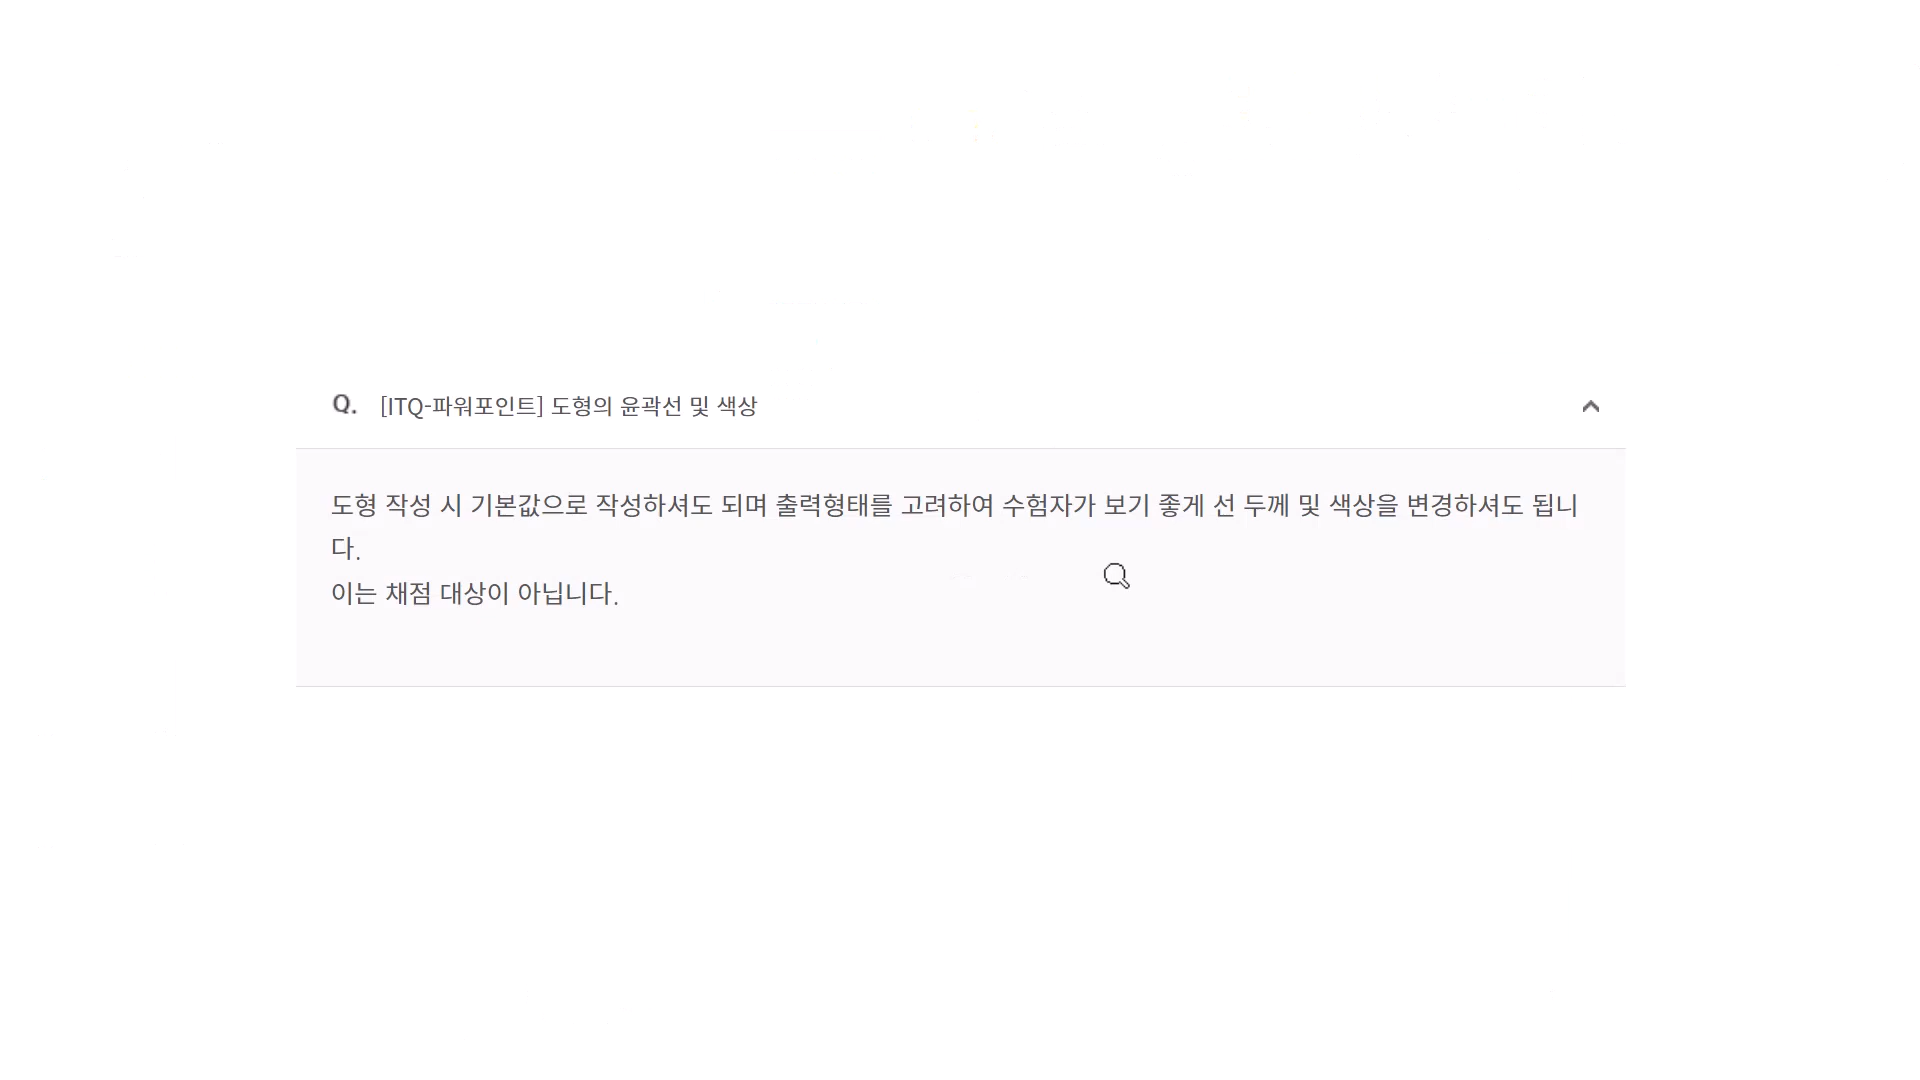 Q. [ITQ-파워포인트] 도형의 윤곽선 및 색상
도형 작성 시 기본값으로 작성하셔도 되며 출력형태를 고려하여 수험자가 보기 좋게 선 두께 및 색상을 변경하셔도 됩니
다.
이는 채점 대상이 아닙니다.